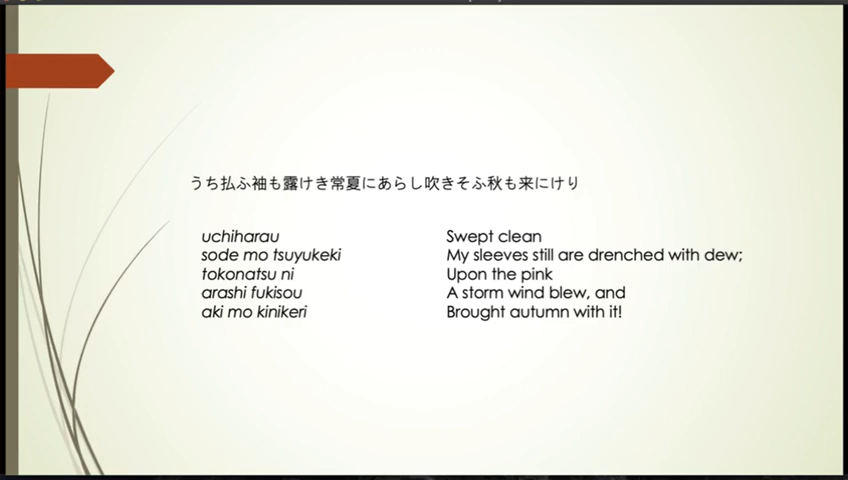 うち払ふ袖も露けき常夏にあらし吹きそふ秋も来にけり
uchiharau
sode mo tsuyukeki
tokonatsu ni
arashi fukisou
aki mo kinikeri
Swept clean
My sleeves still are drenched with dew;
Upon the pink
A storm wind blew, and
Brought autumn with it!